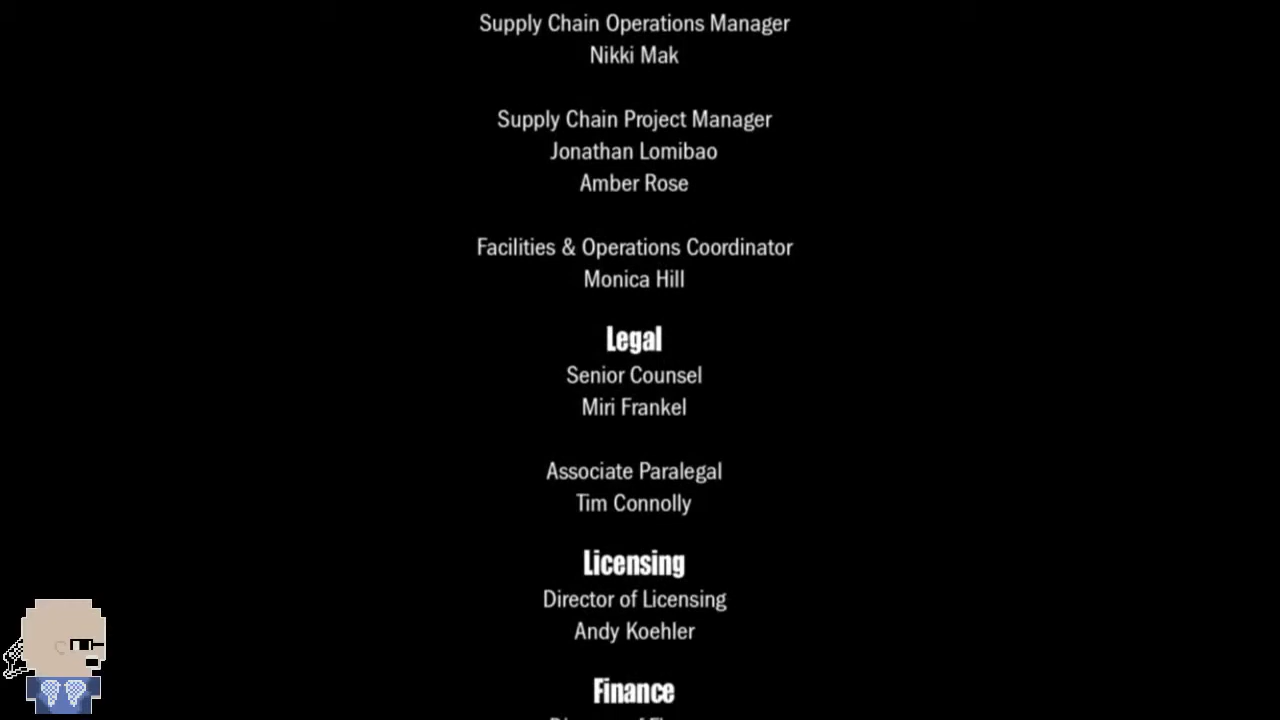 Supply Chain Operations Manager
Nikki Mak
Supply Chain Project Manager
Jonathan Lomibao
Amber Rose
Facilities & Operations Coordinator
Monica Hill
Legal
Senior Counsel
Miri Frankel
Associate Paralegal
Tim Connolly
Licensing
Director of Licensing
Andy Koehler
Finance